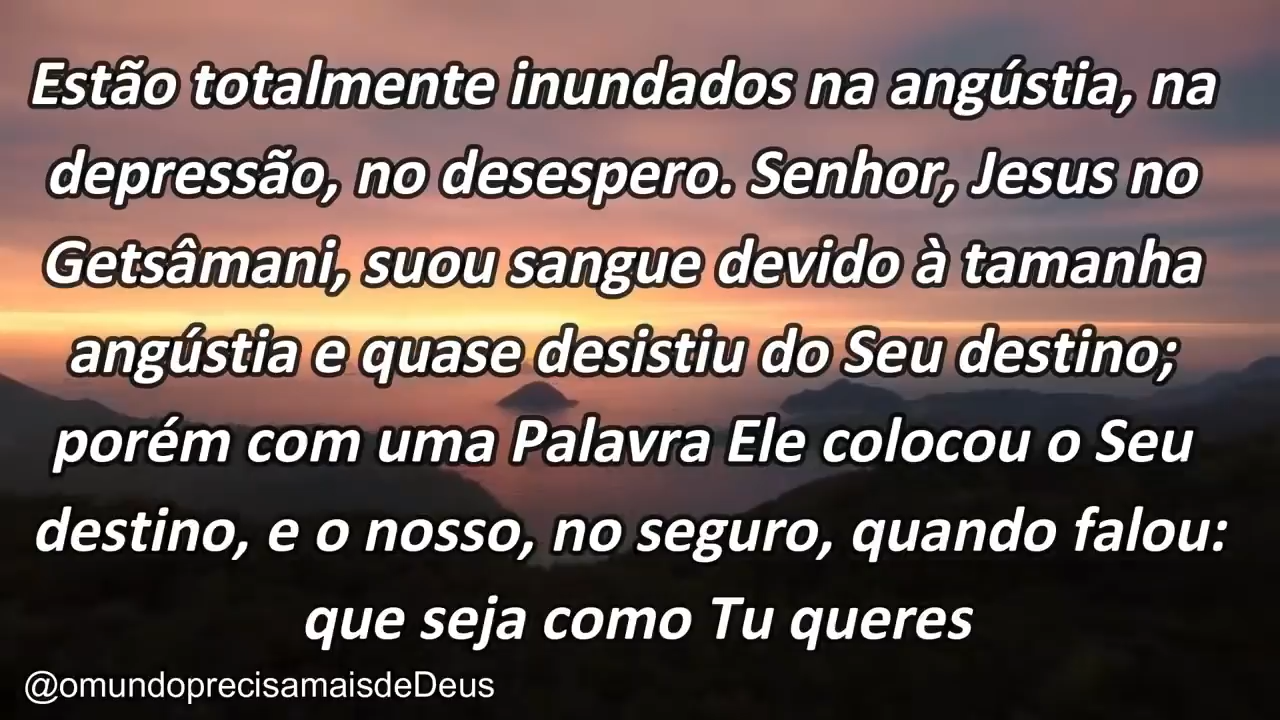 Estão totalmente inundados na angústia, na
depressão, no desespero. Senhor, Jesus no
Getsâmani, suou sangue devido à tamanha
angústia e quase desistiu do Seu destino;
porém com uma Palavra Ele colocou o Seu
destino, e o nosso, no seguro, quando falou:
que seja como Tu queres
@omundoprecisamaisdeDeus